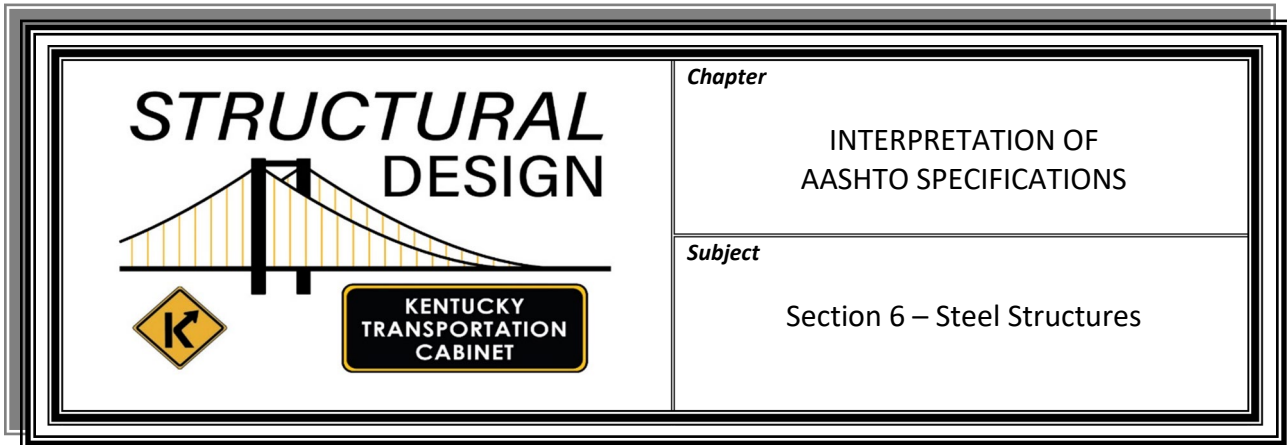 STRUCTURAL
DESIGN
K
KENTUCKY
TRANSPORTATION
CABINET
Chapter
INTERPRETATION OF
AASHTO SPECIFICATIONS
Subject
Section 6 – Steel Structures